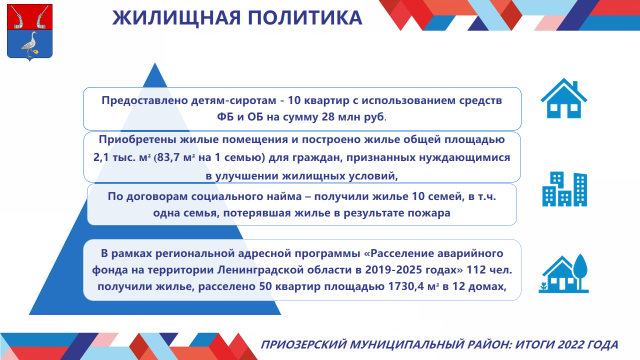 ЖИЛИЩНАЯ ПОЛИТИКА
Предоставлено детям-сиротам - 10 квартир с использованием средств
ФБ и ОБ на сумму 28 млн руб.
Приобретены жилые помещения и построено жилье общей площадью
2,1 тыс. м² (83,7 м² на 1 семью) для граждан, признанных нуждающимися
в улучшении жилищных условий,
По договорам социального найма – получили жилье 10 семей, в т.ч.
одна семья, потерявшая жилье в результате пожара
В рамках региональной адресной программы «Расселение аварийного
фонда на территории Ленинградской области в 2019-2025 годах» 112 чел.
получили жилье, расселено 50 квартир площадью 1730,4 м² в 12 домах,
ПРИОЗЕРСКИЙ МУНИЦИПАЛЬНЫЙ РАЙОН: ИТОГИ 2022 ГОДА